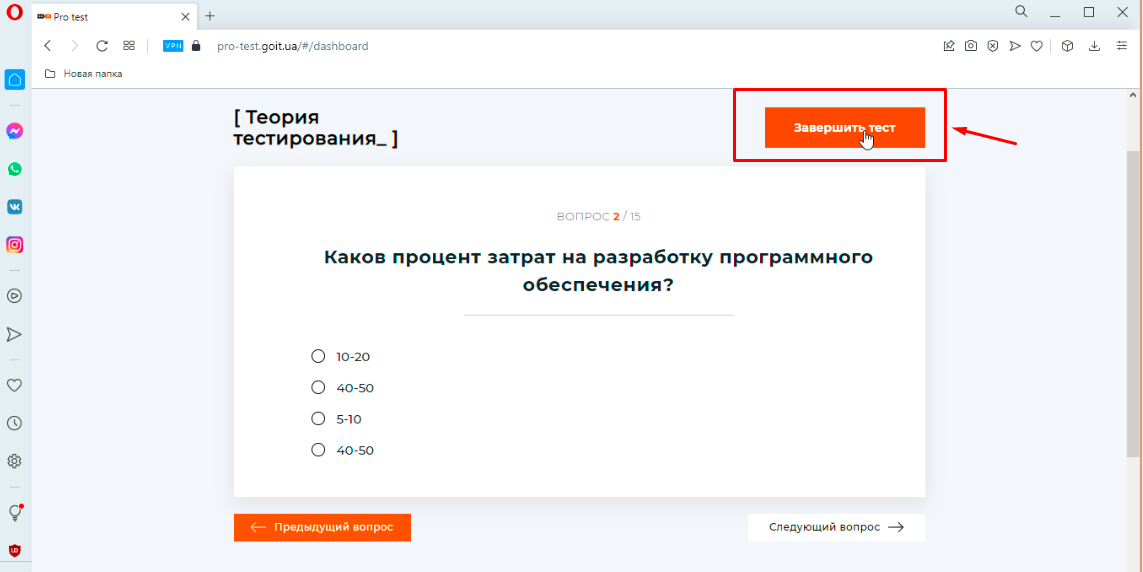 Pro test
VPN
pro-test.goit.ua/#/dashboard
Новая папка
[ Теория
тестирования_ ]
Завершить тест
ВОПРОС 2 / 15
Каков процент затрат на разработку программного
обеспечения?
10-20
40-50
5-10
40-50
Предыдущий вопрос
Следующий вопрос